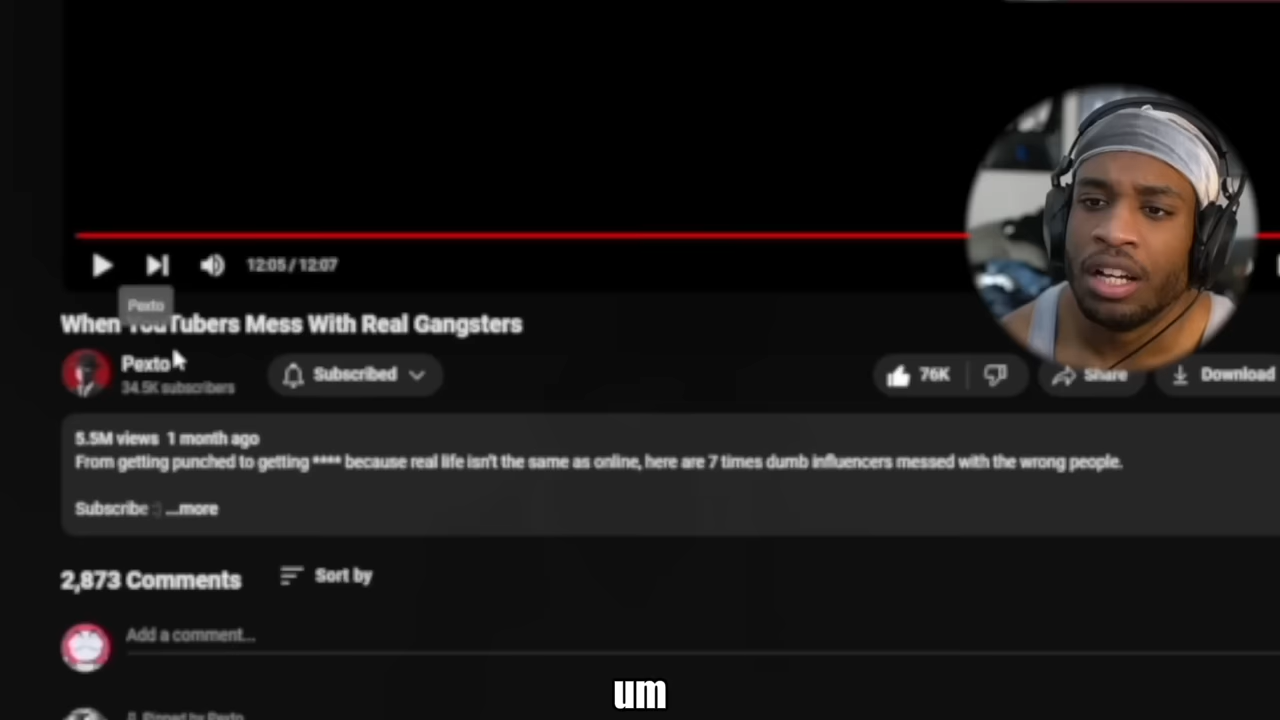 12:05 / 12:07
Pexto
When YouTubers Mess With Real Gangsters
Pexto
34.5K subscribers
Subscribed
76K
Share
Download
5.5M views 1 month ago
From getting punched to getting **** because real life isn't the same as online, here are 7 times dumb influencers messed with the wrong people.
Subscribe ...more
2,873 Comments
Sort by
Add a comment...
Pinned by Pexto
um